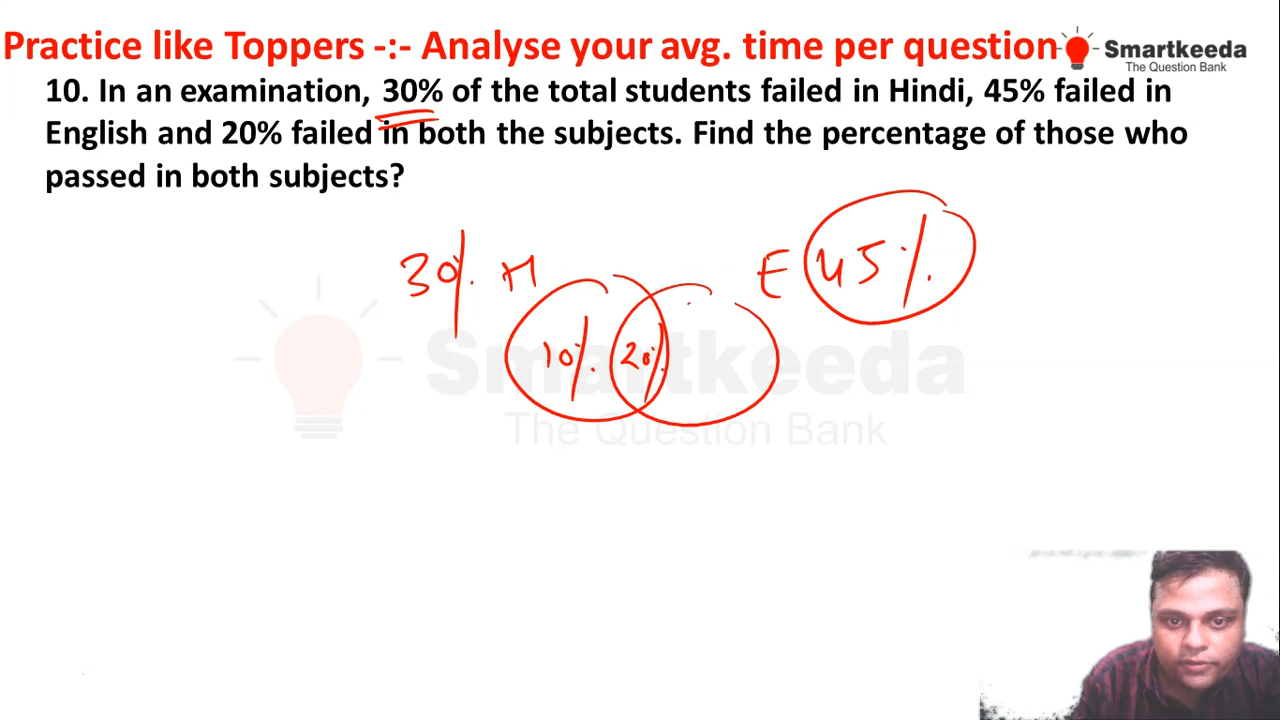 Practice like Toppers -:- Analyse your avg. time per question
Smartkeeda
The Question Bank
10. In an examination, 30% of the total students failed in Hindi, 45% failed in
English and 20% failed in both the subjects. Find the percentage of those who
passed in both subjects?
30% H E 45%
10% 20%
Smartkeeda
The Question Bank